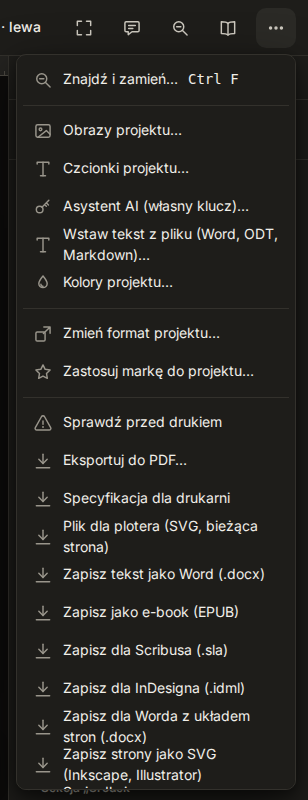 · lewa
Znajdź i zamień... Ctrl F
Obrazy projektu...
Czcionki projektu...
Asystent AI (własny klucz)...
Wstaw tekst z pliku (Word, ODT,
Markdown)...
Kolory projektu...
Zmień format projektu...
Zastosuj markę do projektu...
Sprawdź przed drukiem
Eksportuj do PDF...
Specyfikacja dla drukarni
Plik dla plotera (SVG, bieżąca
strona)
Zapisz tekst jako Word (.docx)
Zapisz jako e-book (EPUB)
Zapisz dla Scribusa (.sla)
Zapisz dla InDesigna (.idml)
Zapisz dla Worda z układem
stron (.docx)
Zapisz strony jako SVG
(Inkscape, Illustrator)